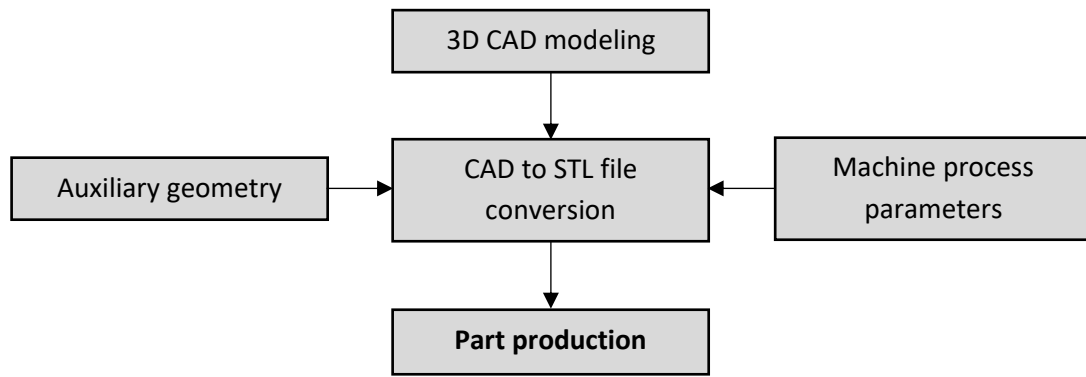 3D CAD modeling
Auxiliary geometry
CAD to STL file
conversion
Machine process
parameters
Part production